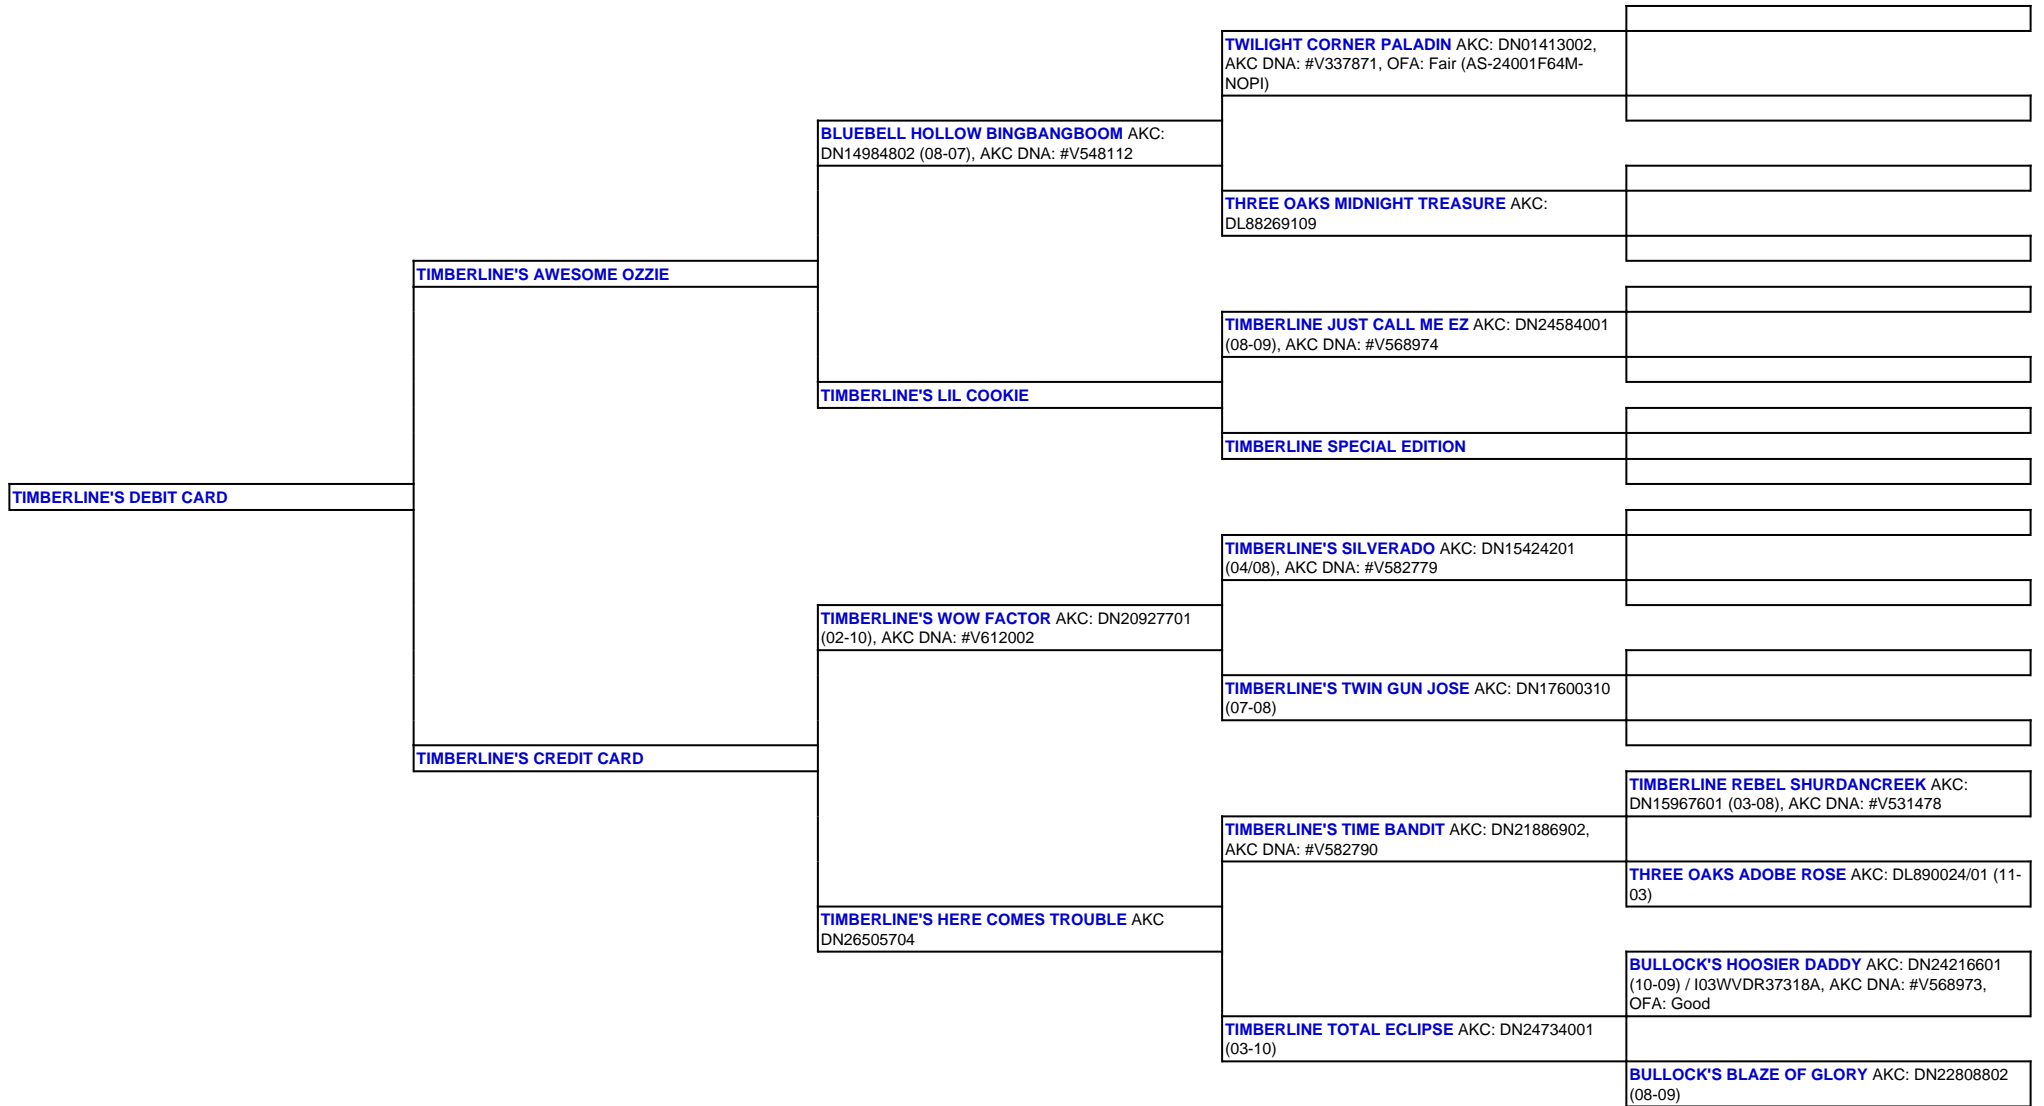 TWILIGHT CORNER PALADIN AKC: DN01413002,
AKC DNA: #V337871, OFA: Fair (AS-24001F64M-
NOPI)
BLUEBELL HOLLOW BINGBANGBOOM AKC:
DN14984802 (08-07), AKC DNA: #V548112
THREE OAKS MIDNIGHT TREASURE AKC:
DL88269109
TIMBERLINE'S AWESOME OZZIE
TIMBERLINE JUST CALL ME EZ AKC: DN24584001
(08-09), AKC DNA: #V568974
TIMBERLINE'S LIL COOKIE
TIMBERLINE SPECIAL EDITION
TIMBERLINE'S DEBIT CARD
TIMBERLINE'S SILVERADO AKC: DN15424201
(04/08), AKC DNA: #V582779
TIMBERLINE'S WOW FACTOR AKC: DN20927701
(02-10), AKC DNA: #V612002
TIMBERLINE'S TWIN GUN JOSE AKC: DN17600310
(07-08)
TIMBERLINE'S CREDIT CARD
TIMBERLINE REBEL SHURDANCREEK AKC:
DN15967601 (03-08), AKC DNA: #V531478
TIMBERLINE'S TIME BANDIT AKC: DN21886902,
AKC DNA: #V582790
THREE OAKS ADOBE ROSE AKC: DL890024/01 (11-
03)
TIMBERLINE'S HERE COMES TROUBLE AKC
DN26505704
BULLOCK'S HOOSIER DADDY AKC: DN24216601
(10-09) / I03WVDR37318A, AKC DNA: #V568973,
OFA: Good
TIMBERLINE TOTAL ECLIPSE AKC: DN24734001
(03-10)
BULLOCK'S BLAZE OF GLORY AKC: DN22808802
(08-09)